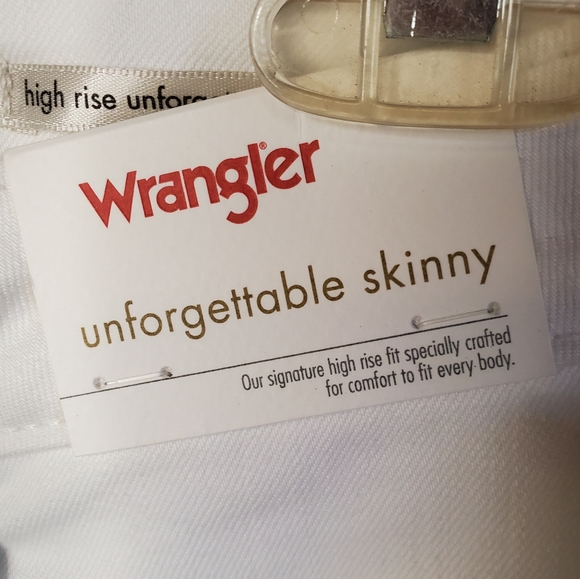 high rise
Wrangler®
unforgettable skinny
Our signature high rise fit specially crafted
for comfort to fit every body.